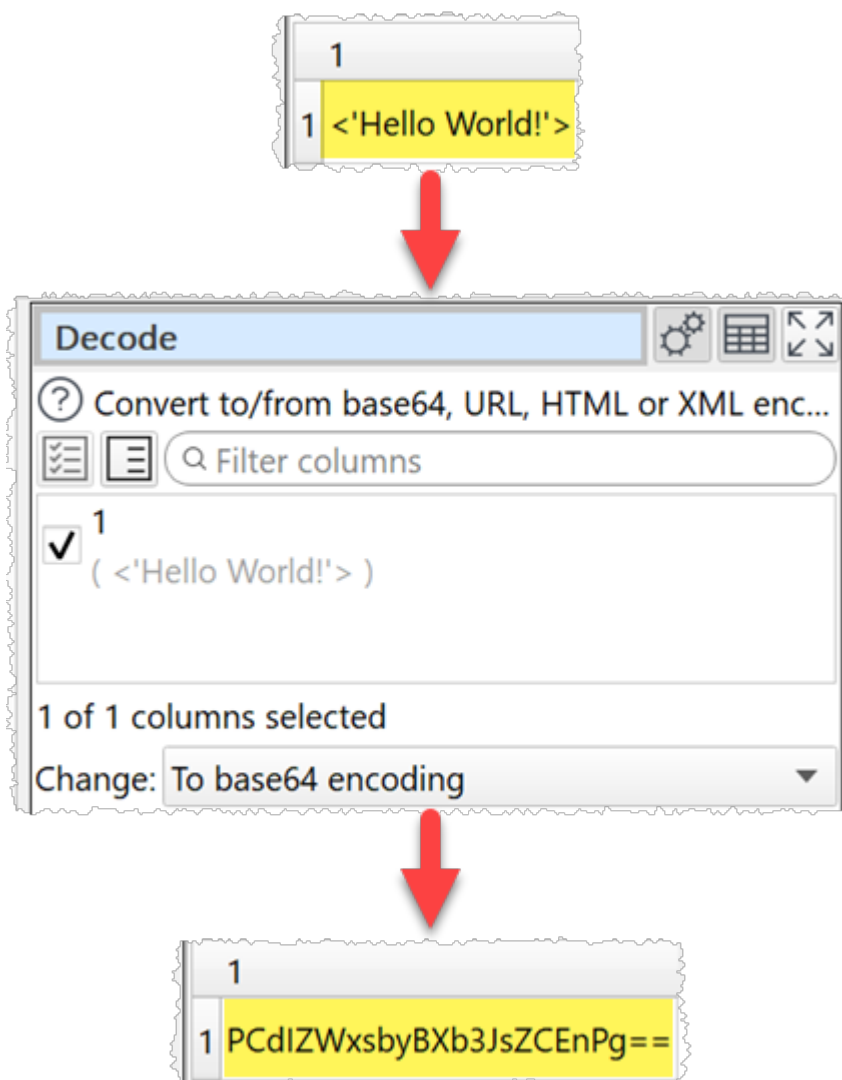 1
1 <'Hello World!'>
Decode
? Convert to/from base64, URL, HTML or XML enc...
Filter columns
1
( <'Hello World!'> )
1 of 1 columns selected
Change: To base64 encoding
1
1 PCdIZWxsbyBXb3JsZCEnPg==